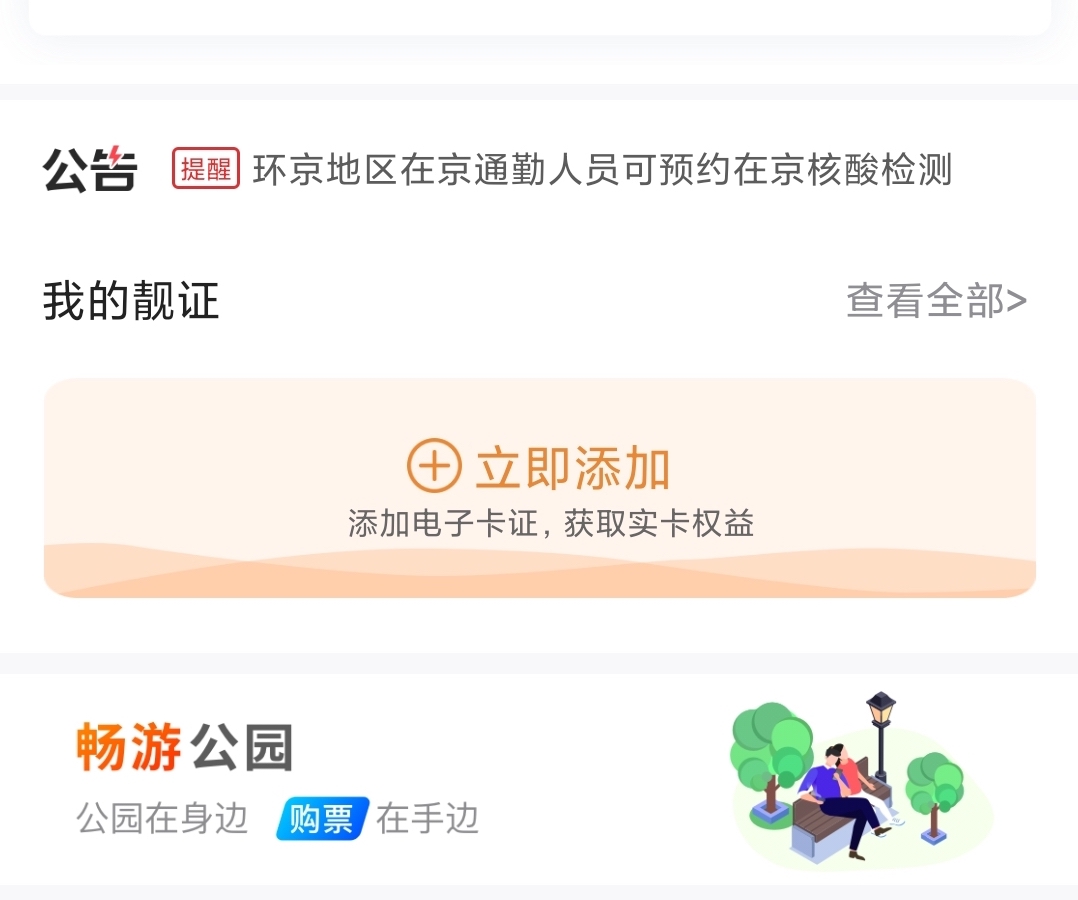 公告 提醒 环京地区在京通勤人员可预约在京核酸检测
我的靓证 查看全部>
立即添加
添加电子卡证，获取实卡权益
畅游公园
公园在身边 购票 在手边